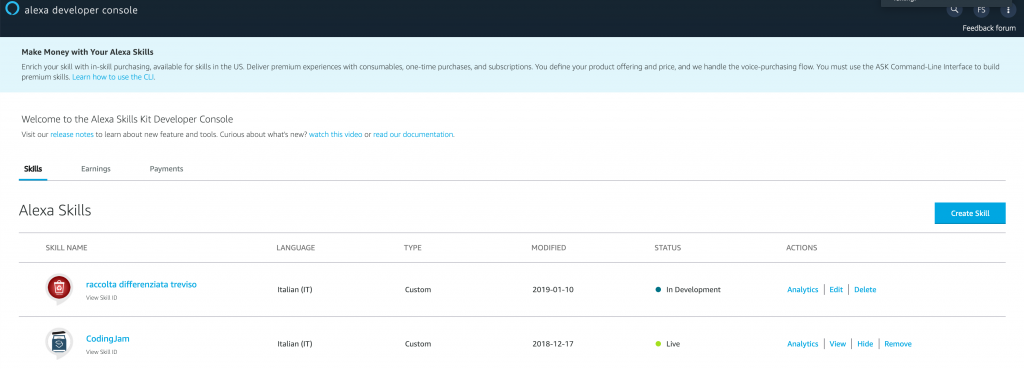 alexa developer console
FS
Feedback forum
Make Money with Your Alexa Skills
Enrich your skill with in-skill purchasing, available for skills in the US. Deliver premium experiences with consumables, one-time purchases, and subscriptions. You define your product offering and price, and we handle the voice-purchasing flow. You must use the ASK Command-Line Interface to build
premium skills. Learn how to use the CLI.
Welcome to the Alexa Skills Kit Developer Console
Visit our release notes to learn about new feature and tools. Curious about what's new? watch this video or read our documentation.
Skills Earnings Payments
Alexa Skills
Create Skill
SKILL NAME LANGUAGE TYPE MODIFIED STATUS ACTIONS
raccolta differenziata treviso Italian (IT) Custom 2019-01-10 In Development Analytics Edit Delete
View Skill ID
CodingJam Italian (IT) Custom 2018-12-17 Live Analytics View Hide Remove
View Skill ID